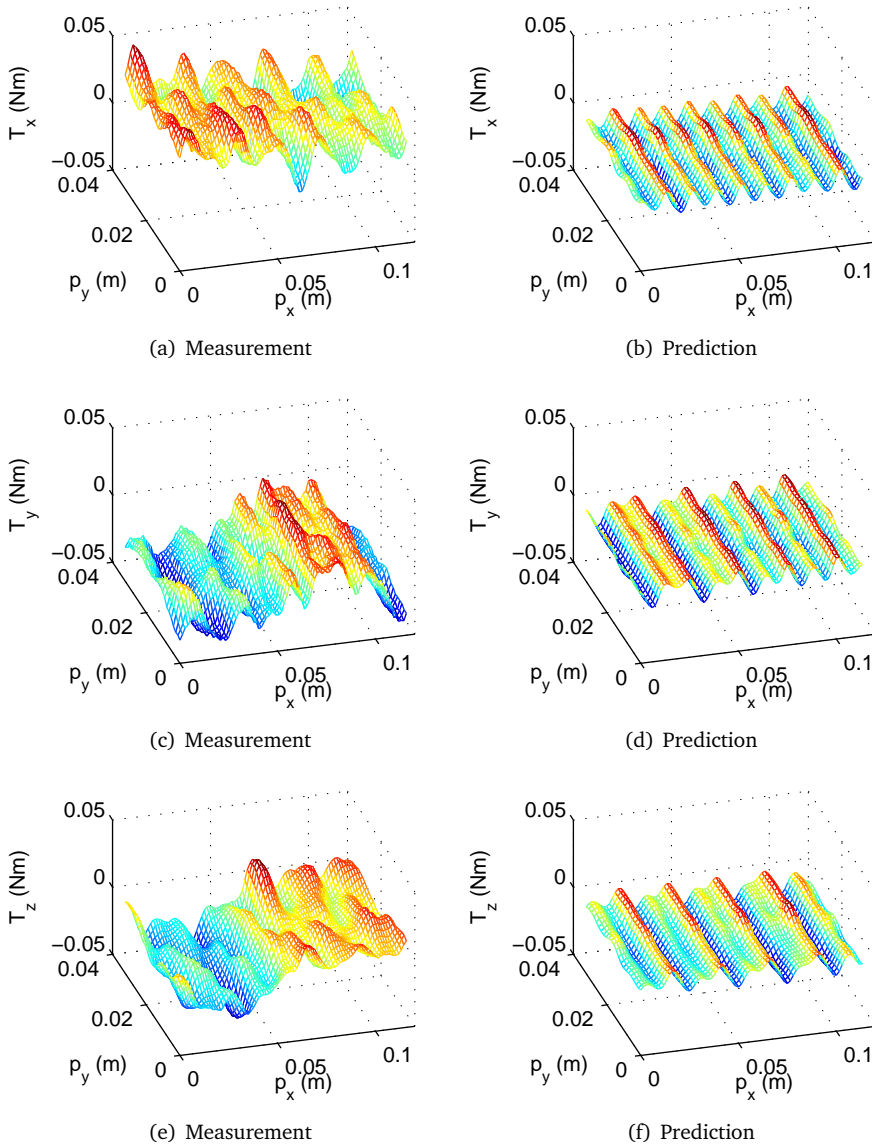 0.05
0
−0.05
0.04
0.02
0
0
0.05
0.1
T_x (Nm)
p_y (m)
p_x (m)
(a) Measurement
0.05
0
−0.05
0.04
0.02
0
0
0.05
0.1
T_x (Nm)
p_y (m)
p_x (m)
(b) Prediction
0.05
0
−0.05
0.04
0.02
0
0
0.05
0.1
T_y (Nm)
p_y (m)
p_x (m)
(c) Measurement
0.05
0
−0.05
0.04
0.02
0
0
0.05
0.1
T_y (Nm)
p_y (m)
p_x (m)
(d) Prediction
0.05
0
−0.05
0.04
0.02
0
0
0.05
0.1
T_z (Nm)
p_y (m)
p_x (m)
(e) Measurement
0.05
0
−0.05
0.04
0.02
0
0
0.05
0.1
T_z (Nm)
p_y (m)
p_x (m)
(f) Prediction